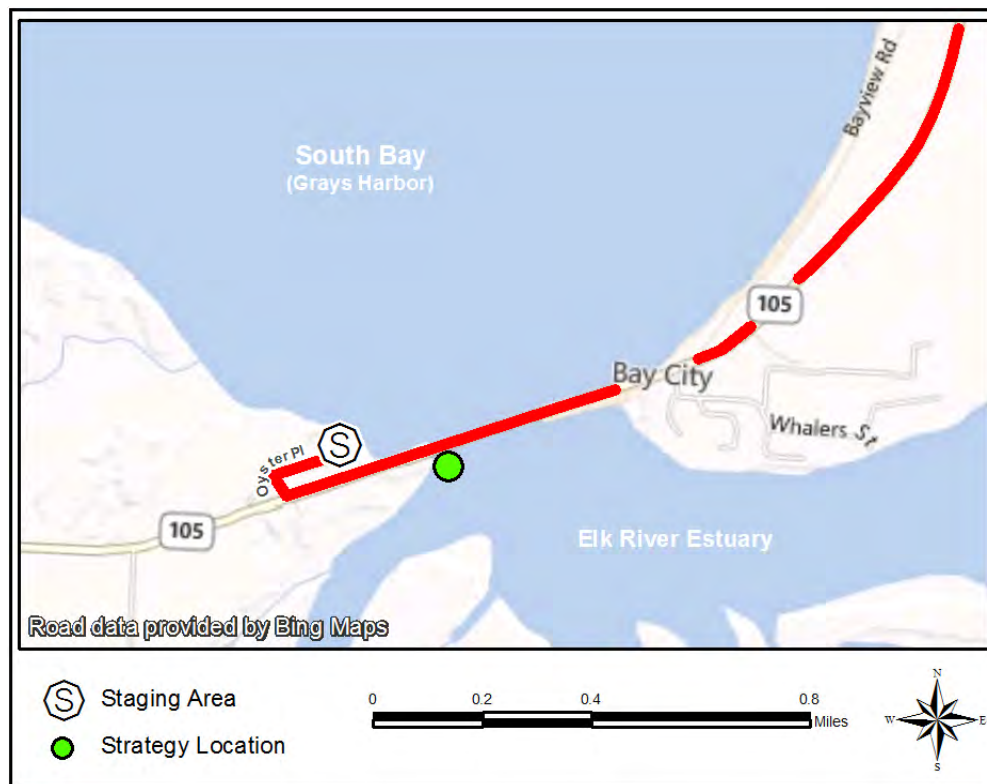 Bayview Rd
South Bay
(Grays Harbor)
105
Bay City
Whalers St
Oyster Pl
S
105
Elk River Estuary
Road data provided by Bing Maps
S Staging Area
Strategy Location
0 0.2 0.4 0.8
Miles
N
W E
S